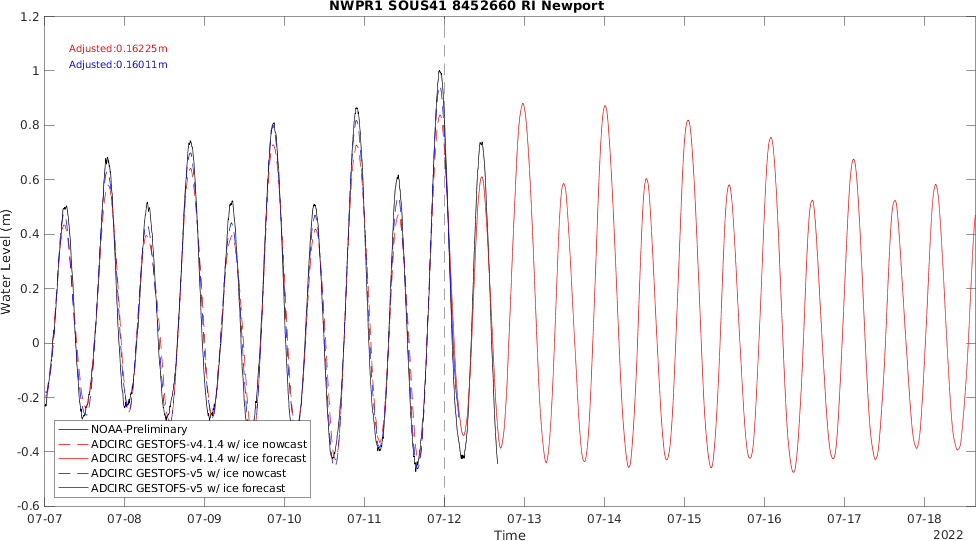 NWPR1 SOUS41 8452660 RI Newport
1.2
1
0.8
0.6
0.4
0.2
0
-0.2
-0.4
-0.6
Water Level (m)
Adjusted:0.16225m
Adjusted:0.16011m
NOAA-Preliminary
ADCIRC GESTOFS-v4.1.4 w/ ice nowcast
ADCIRC GESTOFS-v4.1.4 w/ ice forecast
ADCIRC GESTOFS-v5 w/ ice nowcast
ADCIRC GESTOFS-v5 w/ ice forecast
07-07 07-08 07-09 07-10 07-11 07-12 07-13 07-14 07-15 07-16 07-17 07-18
Time
2022